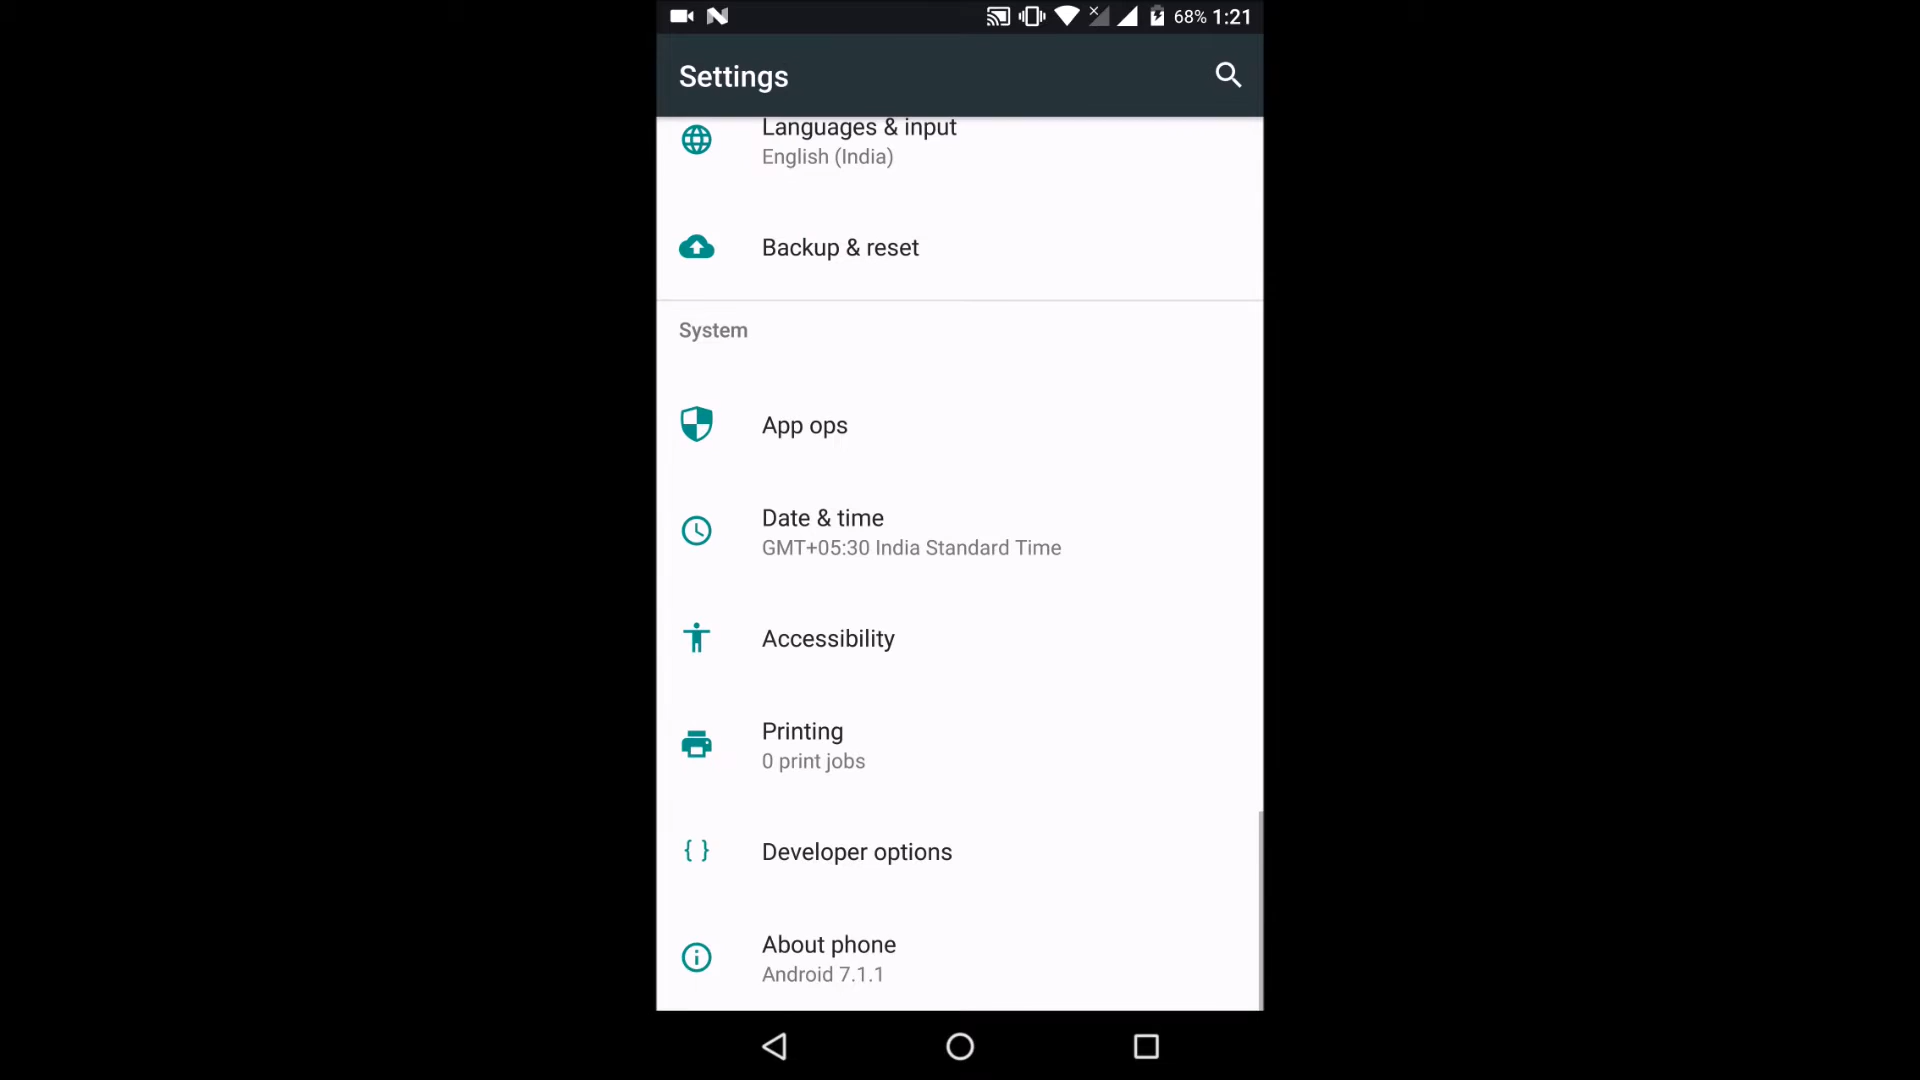 68% 1:21
Settings
Languages & input
English (India)
Backup & reset
System
App ops
Date & time
GMT+05:30 India Standard Time
Accessibility
Printing
0 print jobs
{ } Developer options
About phone
Android 7.1.1